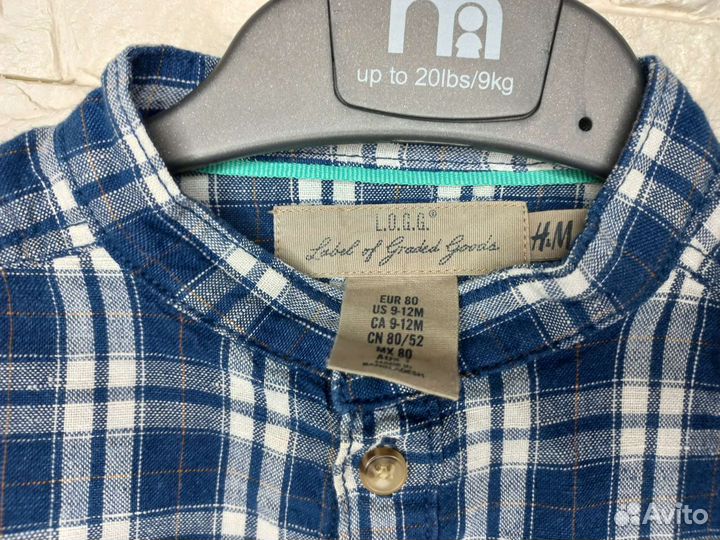 m
up to 20lbs/9kg
L.O.G.G.®
Label of Graded Goods
H&M
EUR 80
US 9-12M
CA 9-12M
CN 80/52
MX 80
BANGLADESH
Avito